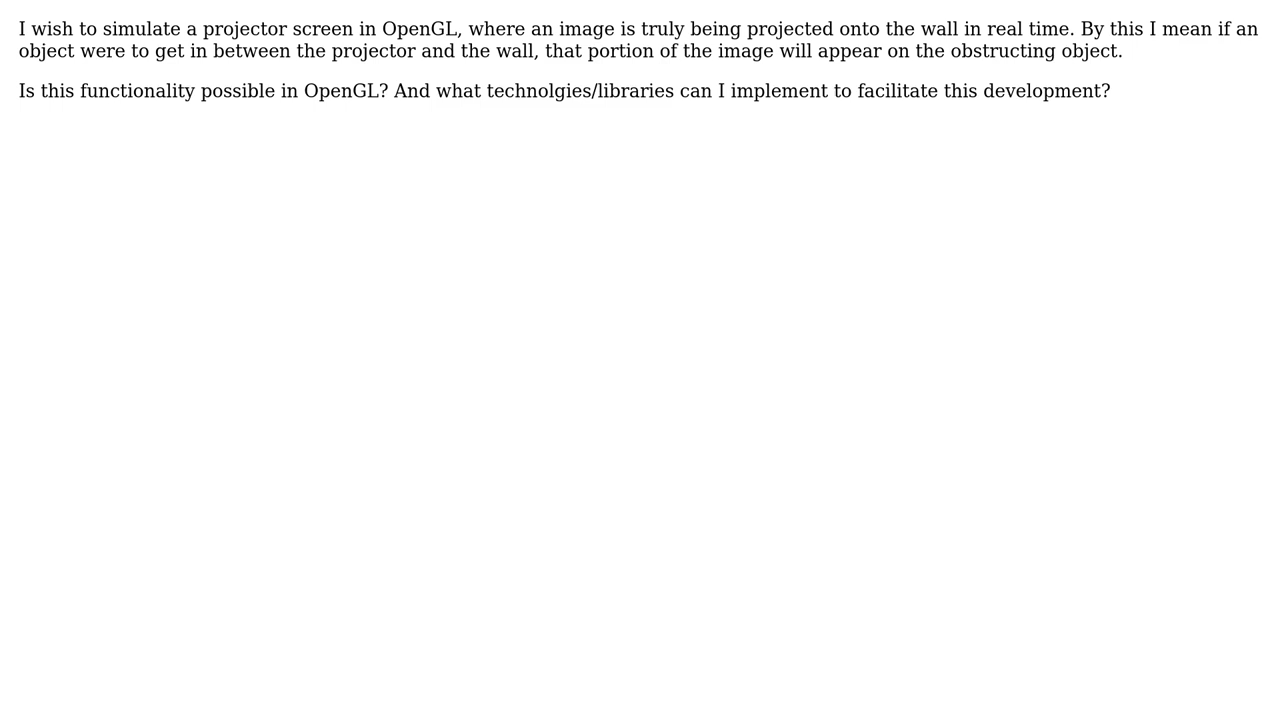 I wish to simulate a projector screen in OpenGL, where an image is truly being projected onto the wall in real time. By this I mean if an
object were to get in between the projector and the wall, that portion of the image will appear on the obstructing object.
Is this functionality possible in OpenGL? And what technolgies/libraries can I implement to facilitate this development?